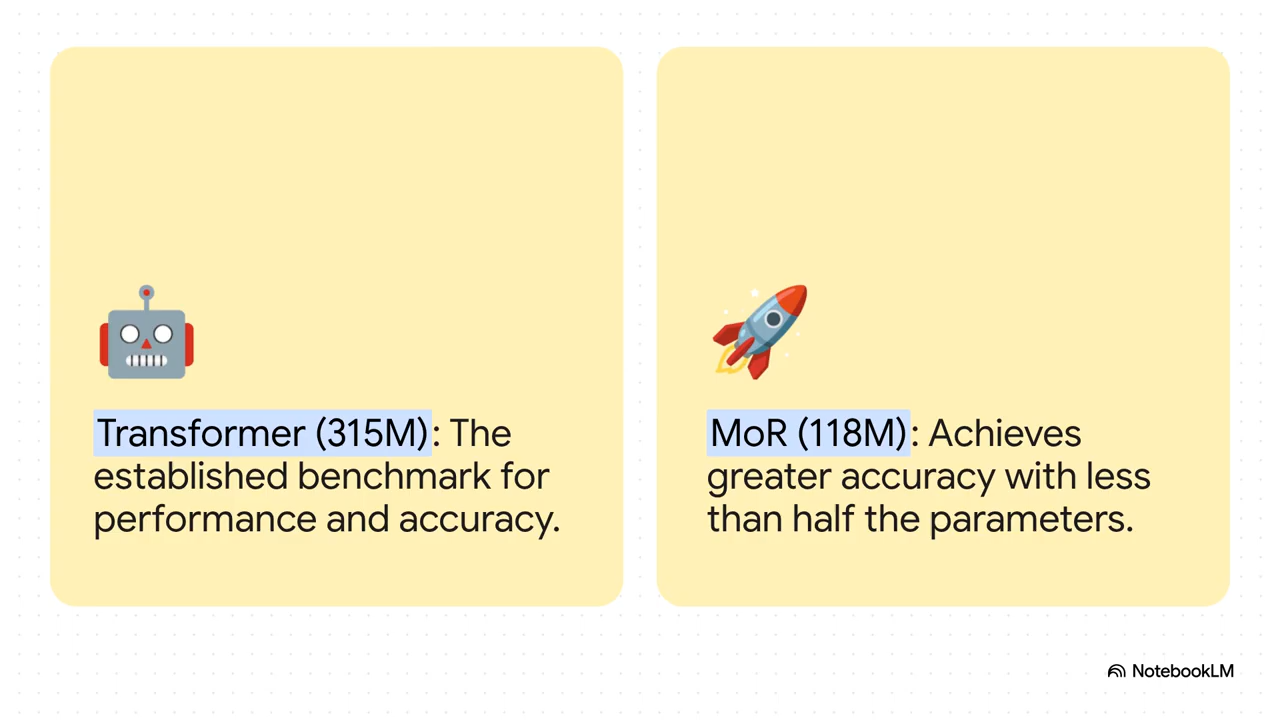 Transformer (315M): The
established benchmark for
performance and accuracy.
MoR (118M): Achieves
greater accuracy with less
than half the parameters.
NotebookLM